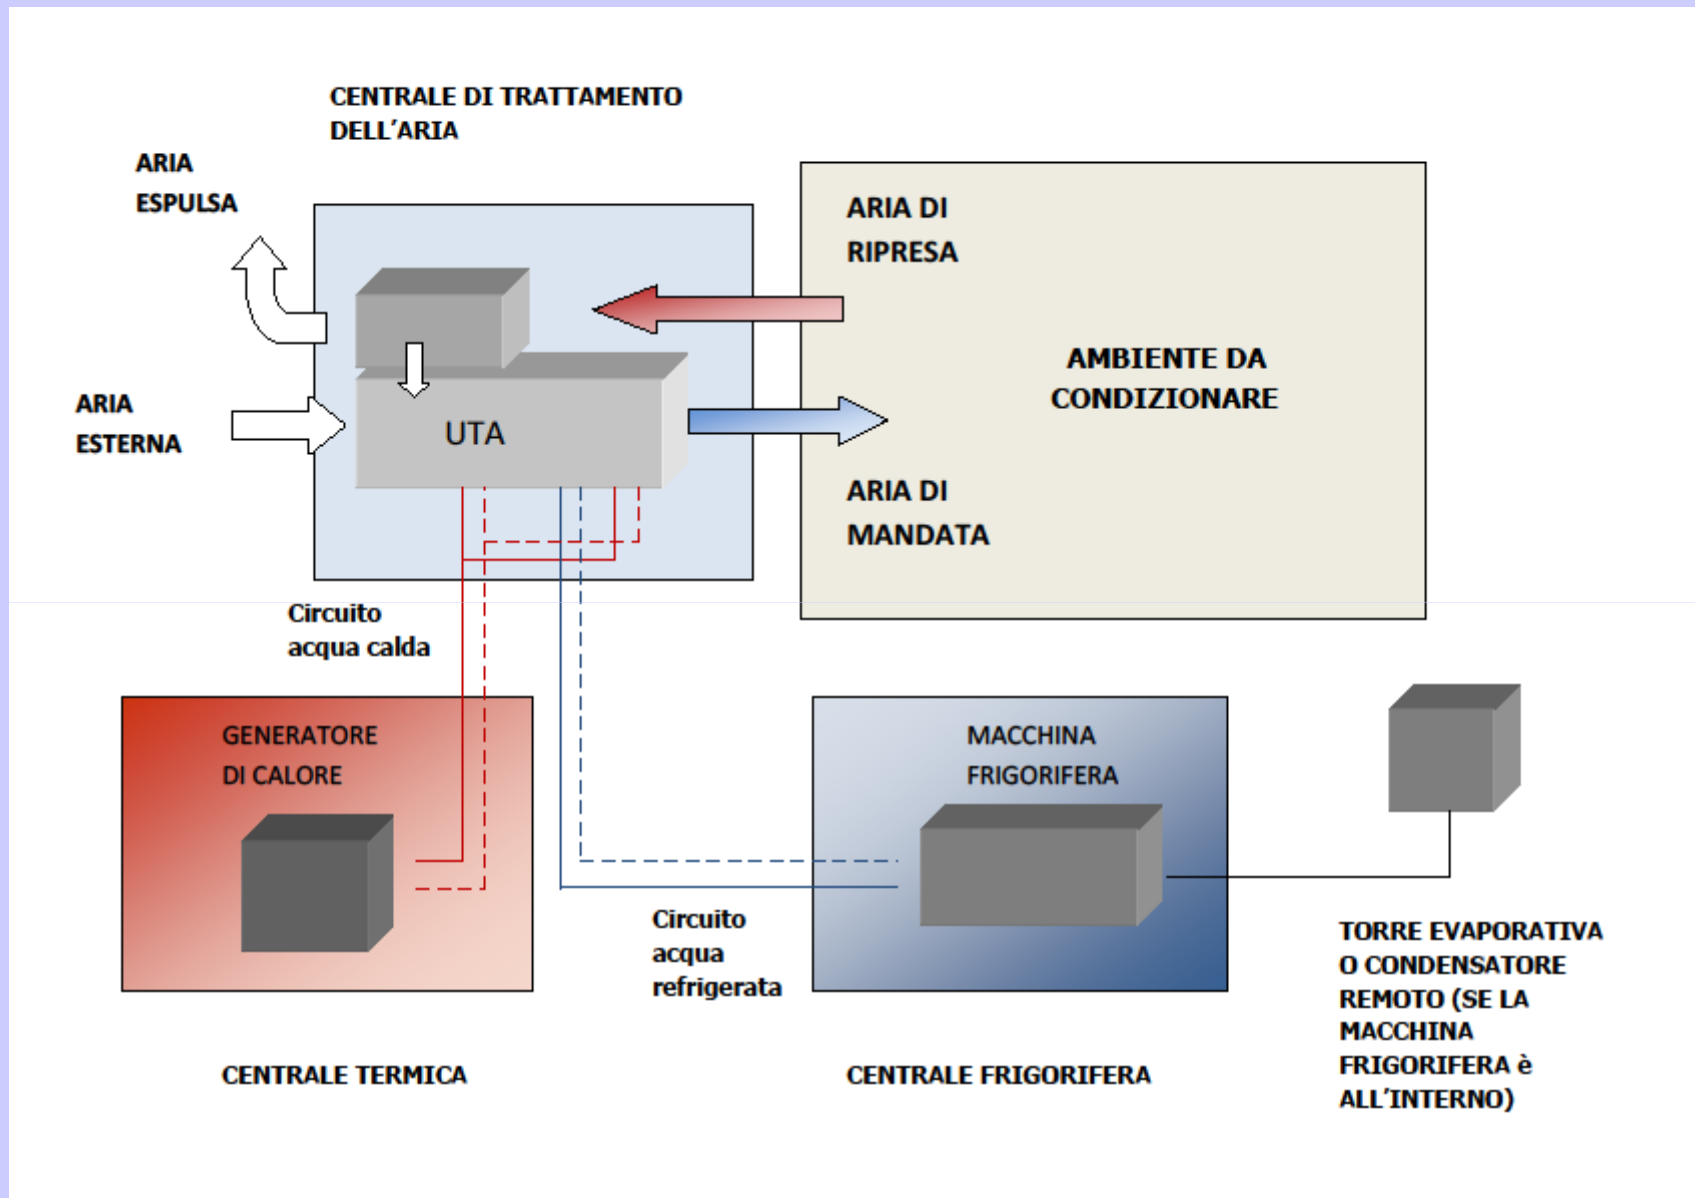 CENTRALE DI TRATTAMENTO
DELL'ARIA
ARIA
ESPULSA
ARIA DI
RIPRESA
AMBIENTE DA
CONDIZIONARE
ARIA
ESTERNA
UTA
ARIA DI
MANDATA
Circuito
acqua calda
GENERATORE
DI CALORE
MACCHINA
FRIGORIFERA
Circuito
acqua
refrigerata
TORRE EVAPORATIVA
O CONDENSATORE
REMOTO (SE LA
MACCHINA
FRIGORIFERA è
ALL'INTERNO)
CENTRALE TERMICA
CENTRALE FRIGORIFERA